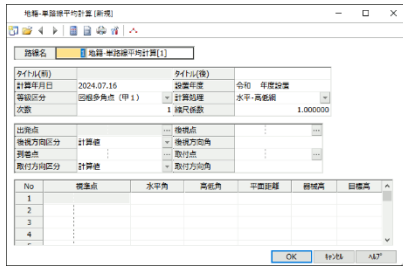 地籍-単路線平均計算 [新規]
路線名 1 地籍-単路線平均計算[1]
タイトル(前) タイトル(後)
計算年月日 2024.07.16 設置年度 令和 年度設置
等級区分 図根多角点（甲1） 計算処理 水平-高低網
次数 1 縮尺係数 1.000000
出発点 ... 後視点 ...
後視方向区分 計算値 後視方向角
到着点 ... 取付点 ...
取付方向区分 計算値 取付方向角
No 視準点 水平角 高低角 平面距離 器械高 目標高
1
2
3
4
OK ｷｬﾝｾﾙ ﾍﾙﾌﾟ